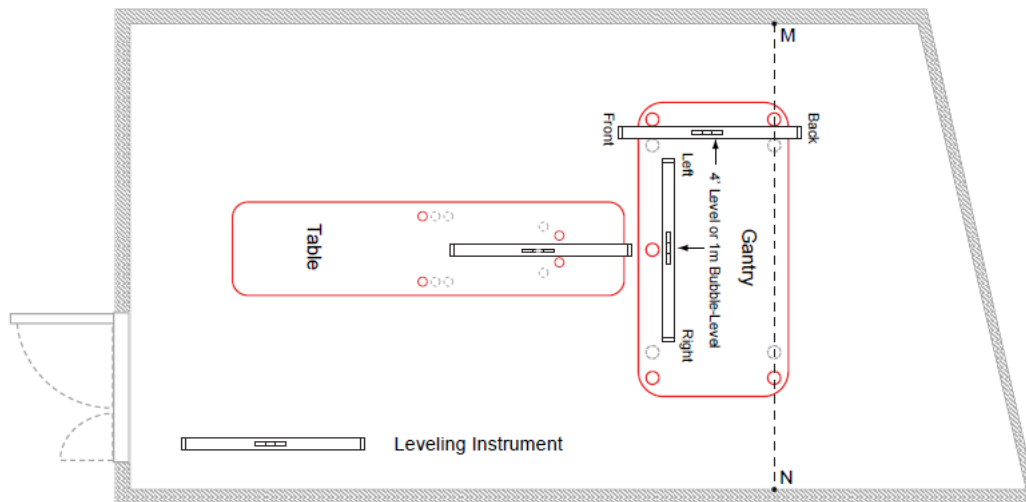 M
Front
Back
Left
4' Level or 1m Bubble-Level
Gantry
Table
Right
Leveling Instrument
N